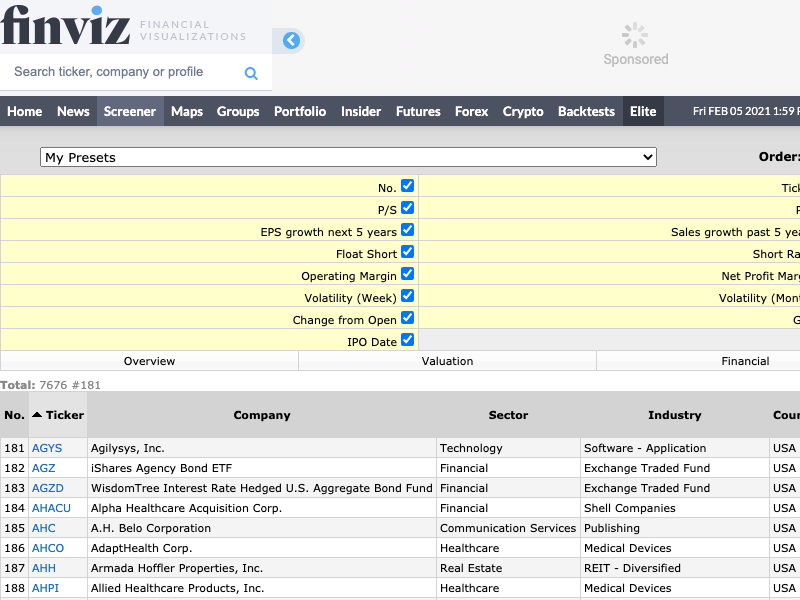 finviz FINANCIAL VISUALIZATIONS
Search ticker, company or profile
Sponsored
Home News Screener Maps Groups Portfolio Insider Futures Forex Crypto Backtests Elite Fri FEB 05 2021 1:59
My Presets Order:
No. Tick
P/S P
EPS growth next 5 years Sales growth past 5 yea
Float Short Short Ra
Operating Margin Net Profit Marg
Volatility (Week) Volatility (Mont
Change from Open G
IPO Date
Overview Valuation Financial
Total: 7676 #181
No. Ticker Company Sector Industry Coun
181 AGYS Agilysys, Inc. Technology Software - Application USA
182 AGZ iShares Agency Bond ETF Financial Exchange Traded Fund USA
183 AGZD WisdomTree Interest Rate Hedged U.S. Aggregate Bond Fund Financial Exchange Traded Fund USA
184 AHACU Alpha Healthcare Acquisition Corp. Financial Shell Companies USA
185 AHC A.H. Belo Corporation Communication Services Publishing USA
186 AHCO AdaptHealth Corp. Healthcare Medical Devices USA
187 AHH Armada Hoffler Properties, Inc. Real Estate REIT - Diversified USA
188 AHPI Allied Healthcare Products, Inc. Healthcare Medical Devices USA